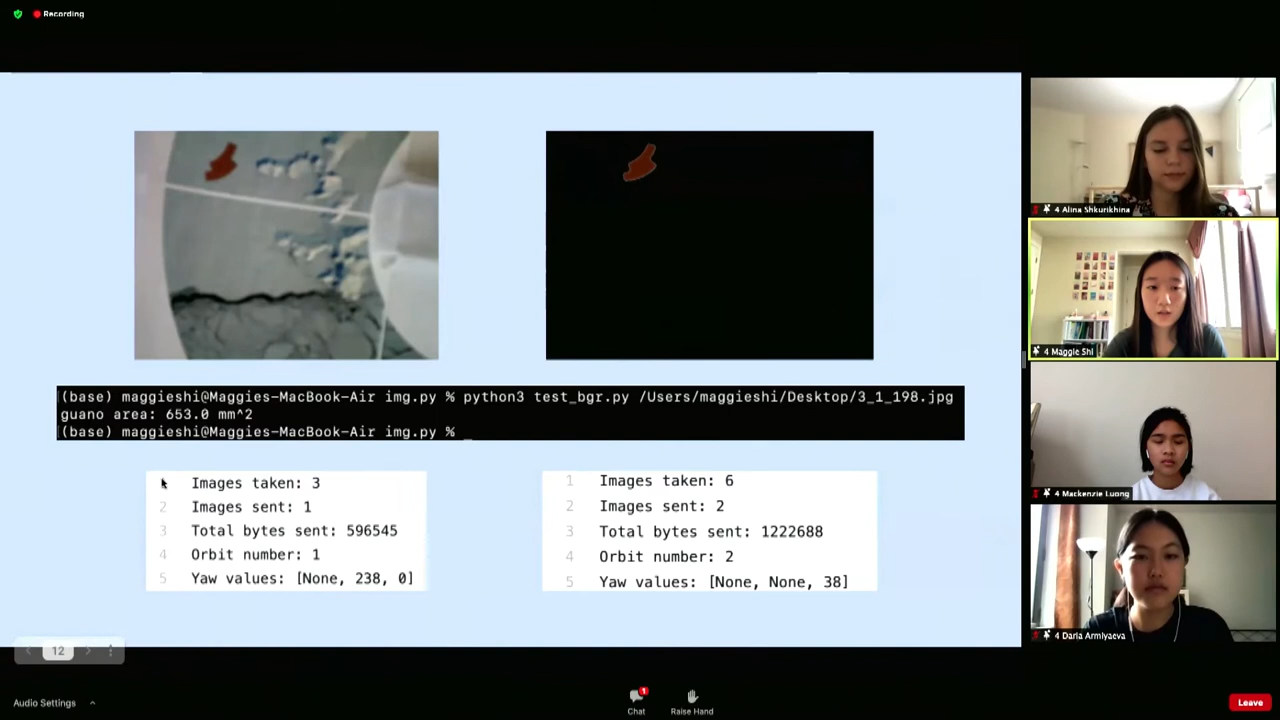 Recording
(base) maggieshi@Maggies-MacBook-Air img.py % python3 test_bgr.py /Users/maggieshi/Desktop/3_1_198.jpg
guano area: 653.0 mm^2
(base) maggieshi@Maggies-MacBook-Air img.py % _
Images taken: 3
2 Images sent: 1
3 Total bytes sent: 596545
4 Orbit number: 1
5 Yaw values: [None, 238, 0]
1 Images taken: 6
2 Images sent: 2
3 Total bytes sent: 1222688
4 Orbit number: 2
5 Yaw values: [None, None, 38]
4 Alina Shkurikhina
4 Maggie Shi
4 Mackenzie Luong
4 Daria Armiyaeva
12
Audio Settings
1
Chat
Raise Hand
Leave